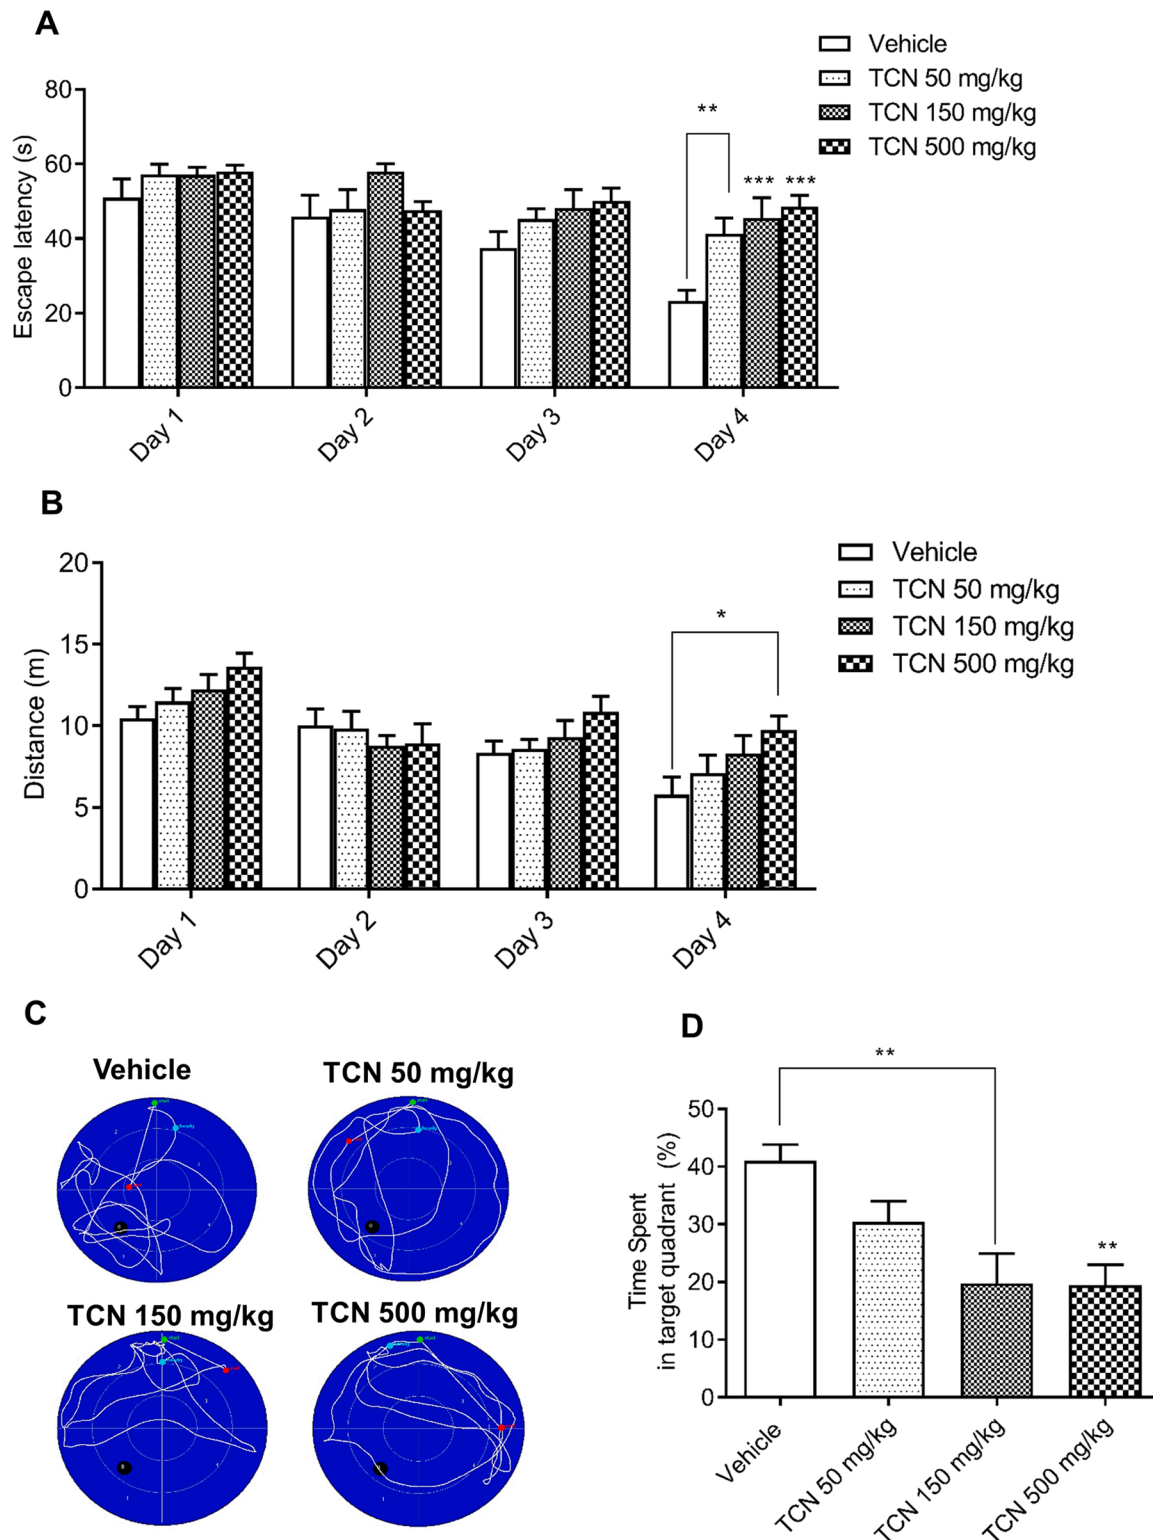 A
Vehicle
TCN 50 mg/kg
TCN 150 mg/kg
TCN 500 mg/kg
**
*** ***
80
60
40
20
0
Escape latency (s)
Day 1
Day 2
Day 3
Day 4
B
Vehicle
TCN 50 mg/kg
TCN 150 mg/kg
TCN 500 mg/kg
*
20
15
10
5
0
Distance (m)
Day 1
Day 2
Day 3
Day 4
C
Vehicle
TCN 50 mg/kg
TCN 150 mg/kg
TCN 500 mg/kg
D
**
**
50
40
30
20
10
0
Time Spent
in target quadrant (%)
Vehicle
TCN 50 mg/kg
TCN 150 mg/kg
TCN 500 mg/kg